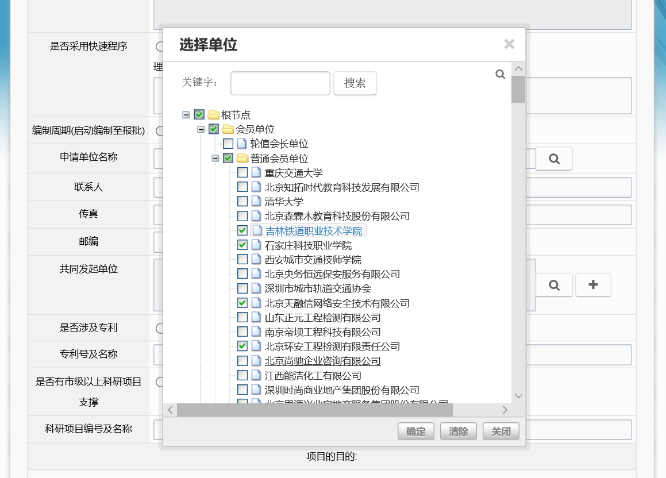 是否采用快速程序
理
编制周期(启动编制至报批)
申请单位名称
联系人
传真
邮编
共同发起单位
是否涉及专利
专利号及名称
是否有市级以上科研项目
支撑
科研项目编号及名称
项目的目的:
选择单位
关键字:
搜索
根节点
会员单位
轮值会长单位
普通会员单位
重庆交通大学
北京知拓时代教育科技发展有限公司
清华大学
北京森霖木教育科技股份有限公司
吉林铁道职业技术学院
石家庄科技职业学院
西安城市交通技师学院
北京央务恒远保安服务有限公司
深圳市城市轨道交通协会
北京天融信网络安全技术有限公司
山东正元工程检测有限公司
南京帝坝工程科技有限公司
北京环安工程检测有限责任公司
北京尚驰企业咨询有限公司
江西能洁化工有限公司
深圳时尚商业地产集团股份有限公司
确定
清除
关闭